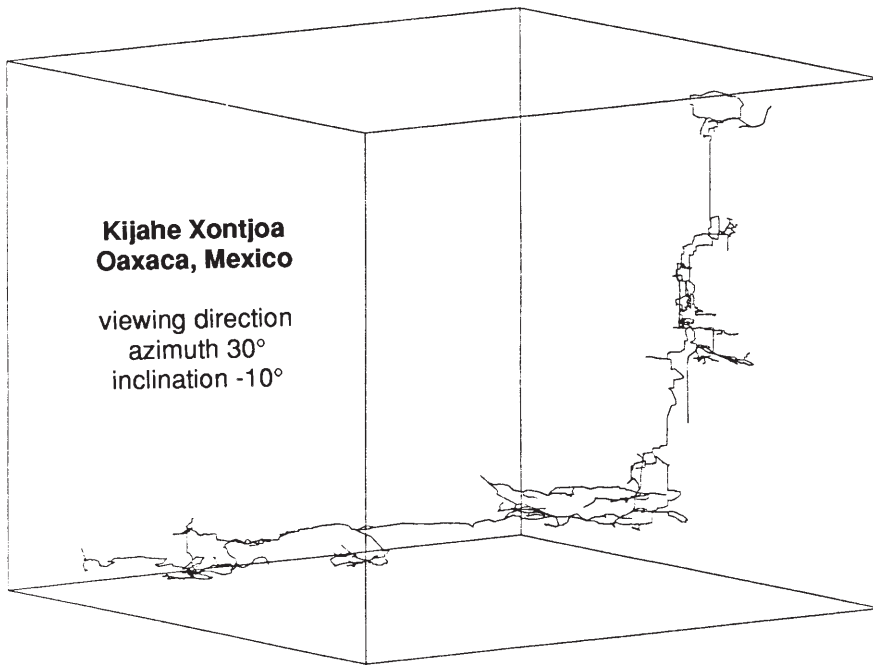 Kijahe Xontjoa
Oaxaca, Mexico
viewing direction
azimuth 30°
inclination -10°